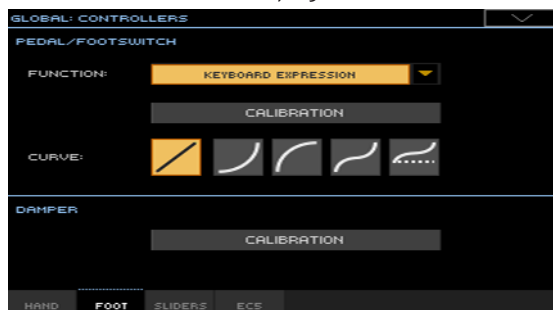 GLOBAL: CONTROLLERS
PEDAL/FOOTSWITCH
FUNCTION:
KEYBOARD EXPRESSION
CALIBRATION
CURVE:
DAMPER
CALIBRATION
HAND FOOT SLIDERS EC5